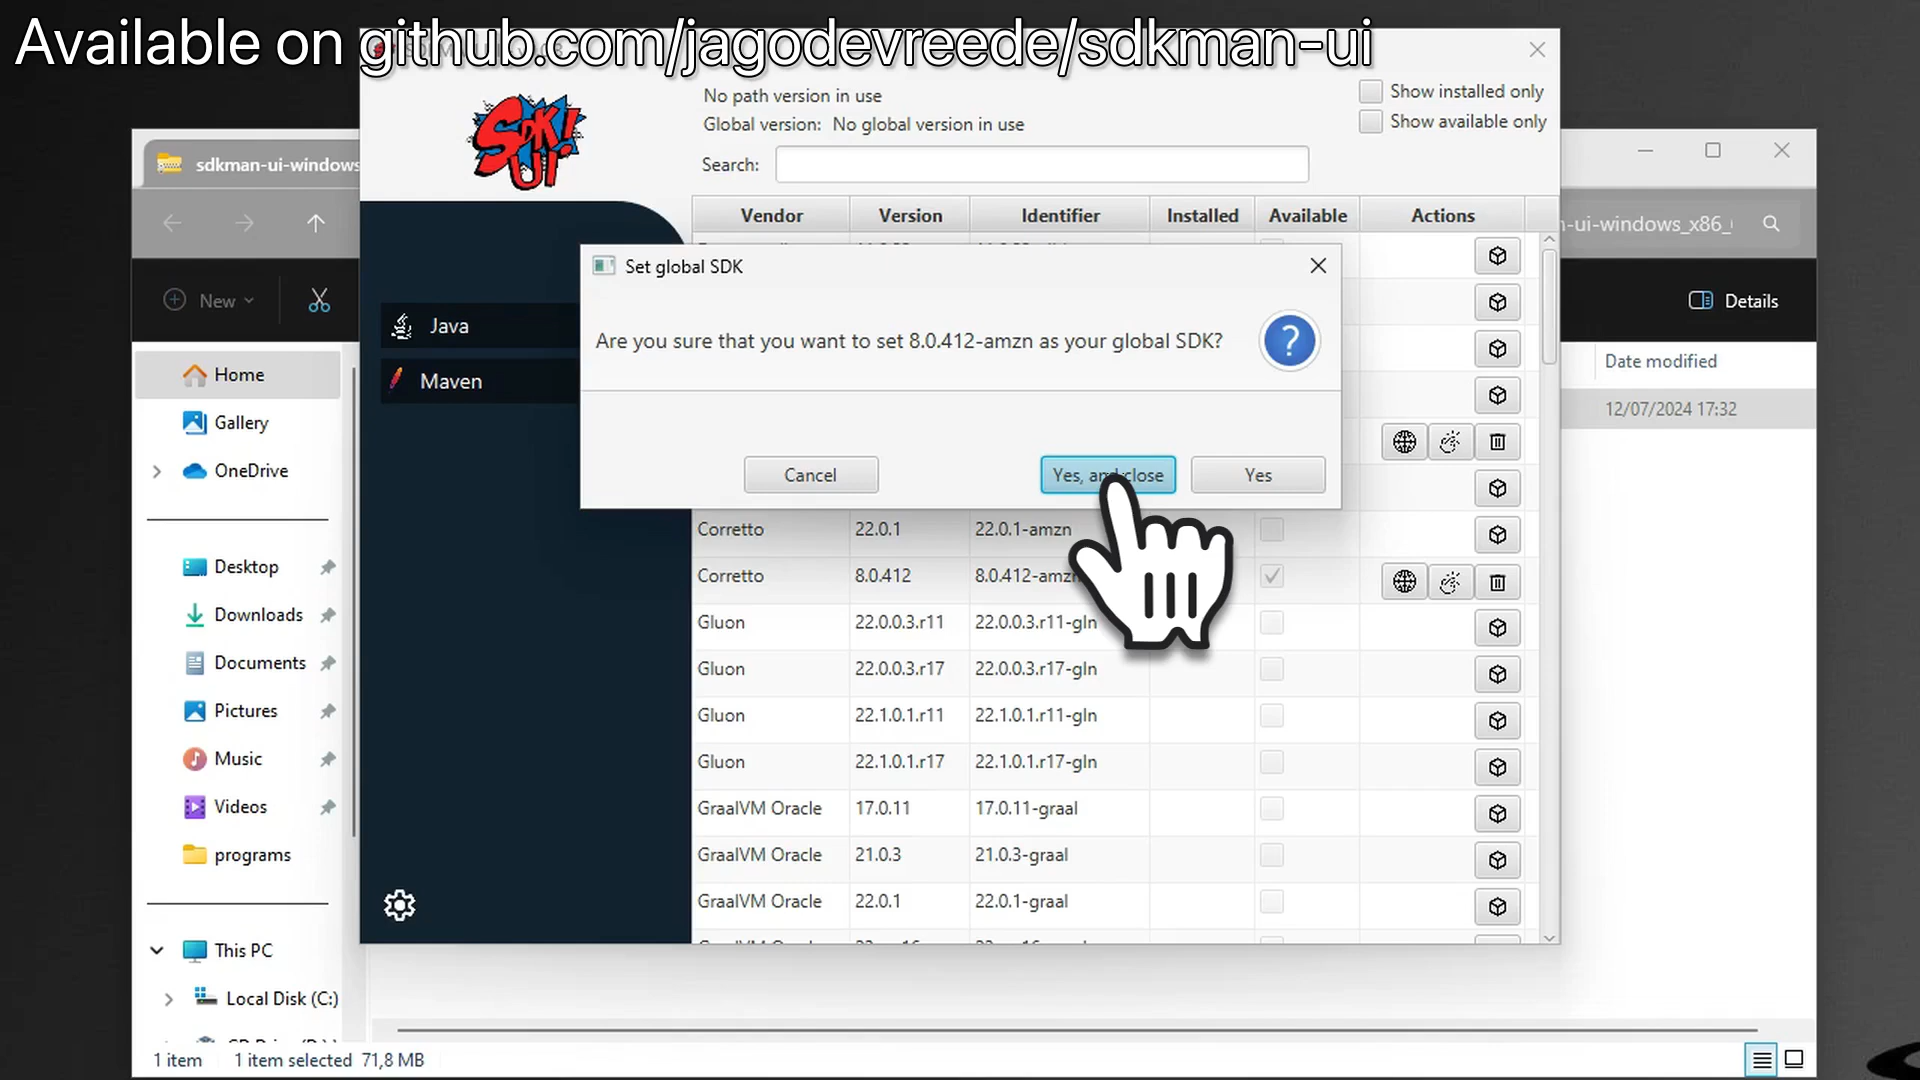 Available on github.com/jagodevreede/sdkman-ui
No path version in use
Global version: No global version in use
Show installed only
Show available only
Search:
SDK!
UI
sdkman-ui-windows
Vendor Version Identifier Installed Available Actions
n-ui-windows_x86_
Set global SDK
Are you sure that you want to set 8.0.412-amzn as your global SDK?
?
Cancel
Yes, and close
Yes
New
Details
Java
Maven
Date modified
12/07/2024 17:32
Home
Gallery
OneDrive
Desktop
Downloads
Documents
Pictures
Music
Videos
programs
This PC
Local Disk (C:)
Corretto 22.0.1 22.0.1-amzn
Corretto 8.0.412 8.0.412-amzn
Gluon 22.0.0.3.r11 22.0.0.3.r11-gln
Gluon 22.0.0.3.r17 22.0.0.3.r17-gln
Gluon 22.1.0.1.r11 22.1.0.1.r11-gln
Gluon 22.1.0.1.r17 22.1.0.1.r17-gln
GraalVM Oracle 17.0.11 17.0.11-graal
GraalVM Oracle 21.0.3 21.0.3-graal
GraalVM Oracle 22.0.1 22.0.1-graal
1 item 1 item selected 71,8 MB